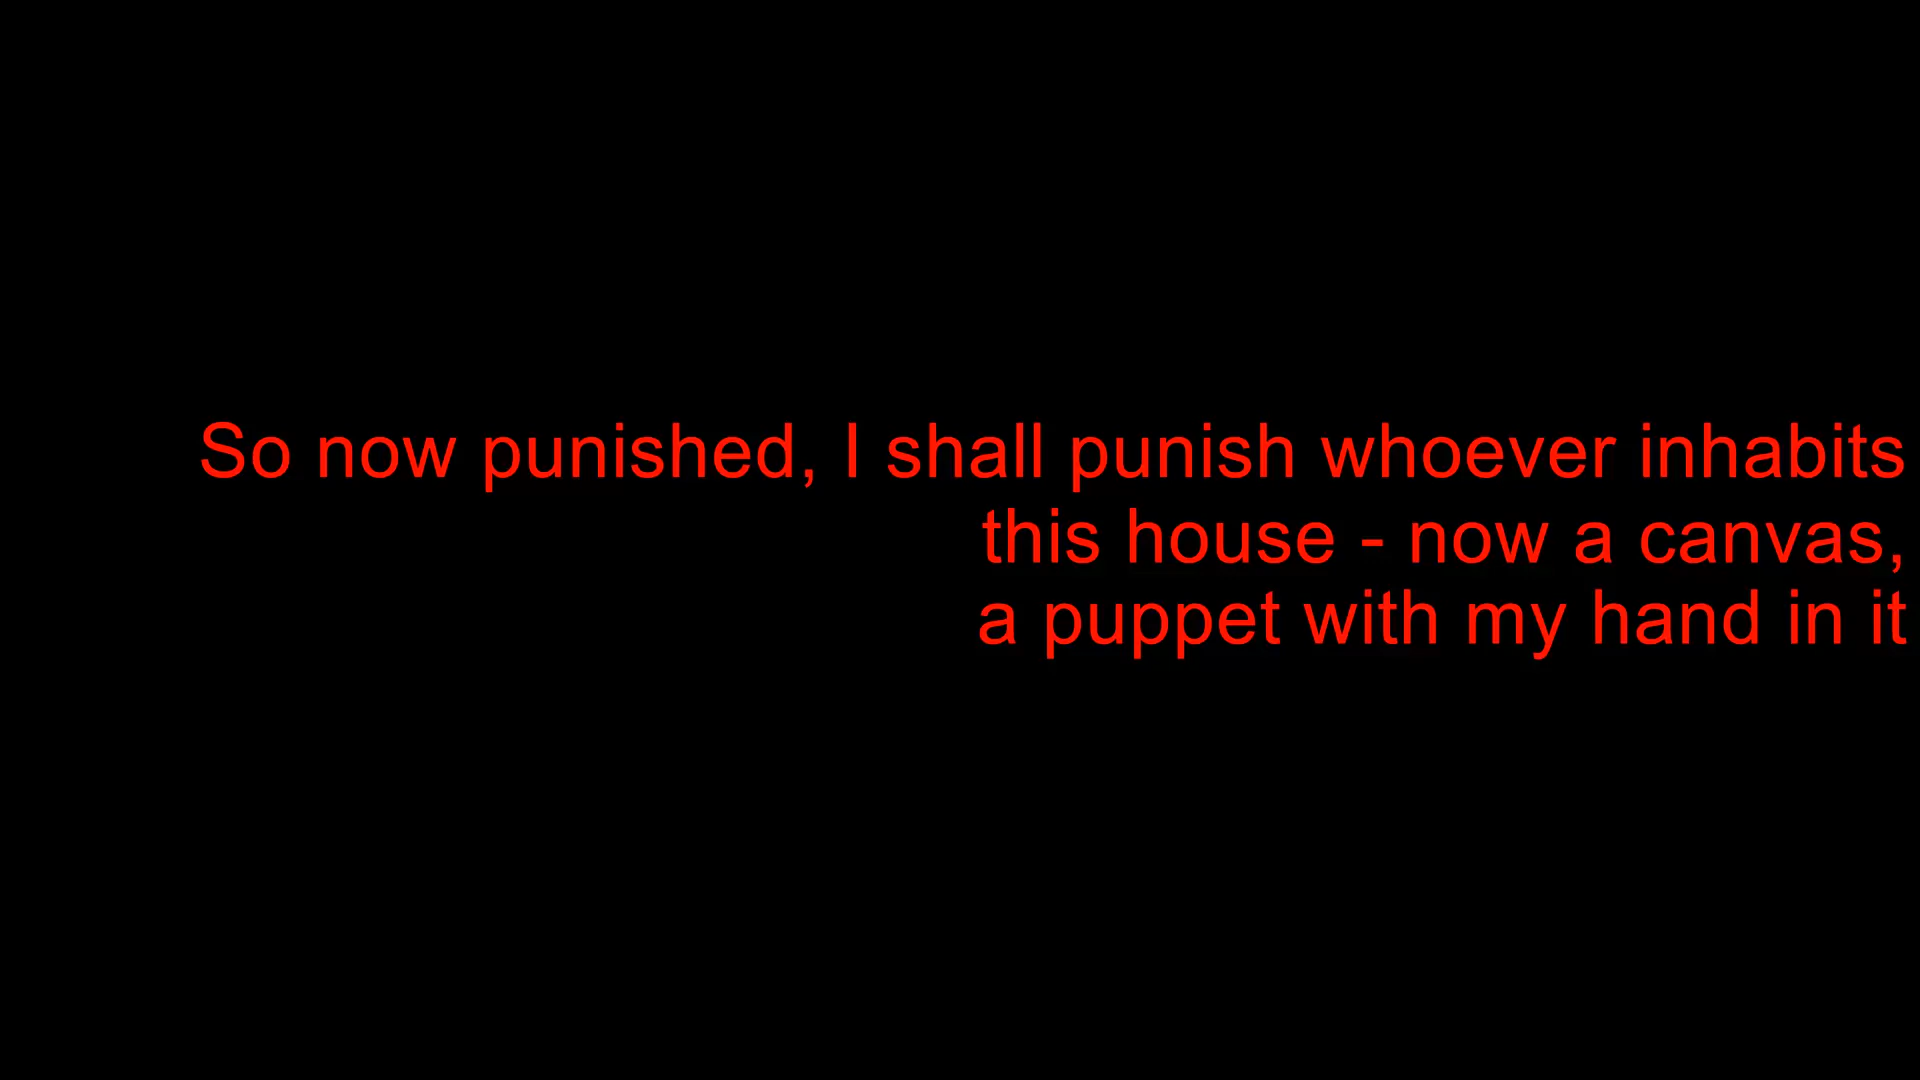 So now punished, I shall punish whoever inhabits
this house - now a canvas,
a puppet with my hand in it